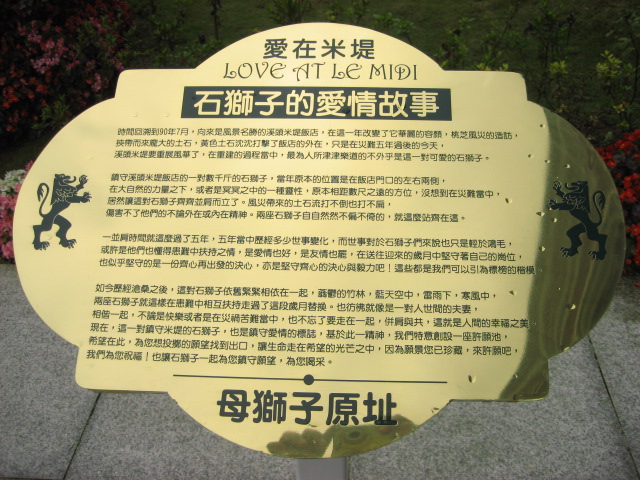 愛在米堤
LOVE AT LE MIDI
石獅子的愛情故事
時間回溯到90年7月，向來是風景名勝的溪頭米堤飯店，在這一年改變了它華麗的容顏，桃芝風災的造訪，
挾帶而來龐大的土石，黃色土石沈沈打擊了飯店的外在，只是在災難五年過後的今天，
溪頭米堤要重展風華了，在重建的過程當中，最為人所津津樂道的不外乎是這一對可愛的石獅子。
鎮守溪頭米堤飯店的一對數千斤的石獅子，當年原本的位置是在飯店門口的左右兩側，
在大自然的力量之下，或者是冥冥之中的一種靈性，原本相距數尺之遠的方位，沒想到在災難當中，
居然讓這對石獅子齊齊並肩而立了。風災帶來的土石流打不倒也打不扁，
傷害不了他們的不論外在或內在精神。兩座石獅子自自然然不偏不倚的，就這麼站齊在這。
一並肩時間就這麼過了五年，五年當中歷經多少世事變化，而世事對於石獅子們來說也只是輕於鴻毛，
或許是他們也懂得患難中扶持之情，是愛情也好，是友情也罷，在送往迎來的歲月中堅守著自己的崗位，
也似乎堅守的是一份齊心再出發的決心，亦是堅守齊心的決心與毅力吧！這些都是我們可以引為標榜的楷模
如今歷經滄桑之後，這對石獅子依舊緊緊相依在一起，蓊鬱的竹林，藍天空中，雷雨下，寒風中，
兩座石獅子就這樣在患難中相互扶持走過了這段歲月替換。也彷彿就像是一對人世間的夫妻，
相偕一起，不論是快樂或者是在災禍苦難當中，也不忘了要走在一起，併肩與共，這就是人間的幸福之美
現在，這一對鎮守米堤的石獅子，也是鎮守愛情的標誌，基於此一精神，我們特意創設一座許願池，
希望在此，為您想投擲的願望找到出口，讓生命走在希望的光芒之中，因為願景您已珍藏，來許願吧，
我們為您祝福！也讓石獅子一起為您鎮守願望，為您喝采。
母獅子原址